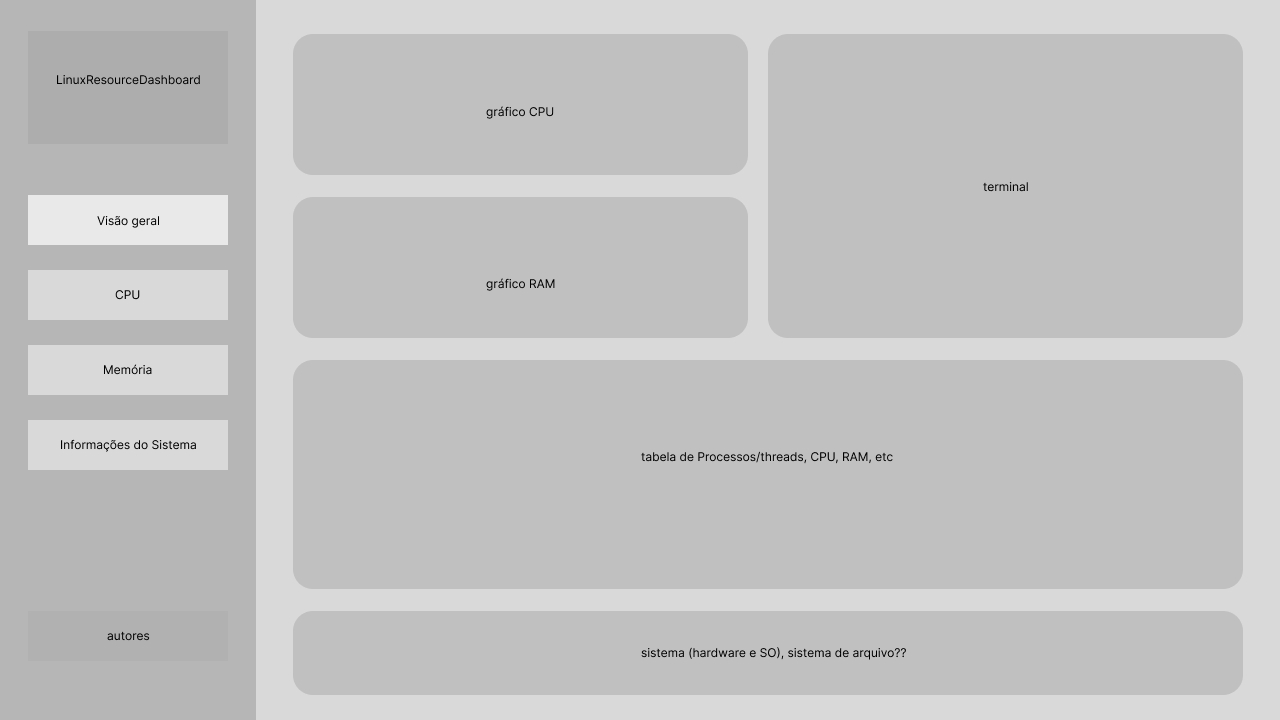 LinuxResourceDashboard
Visão geral
CPU
Memória
Informações do Sistema
autores
gráfico CPU
gráfico RAM
terminal
tabela de Processos/threads, CPU, RAM, etc
sistema (hardware e SO), sistema de arquivo??